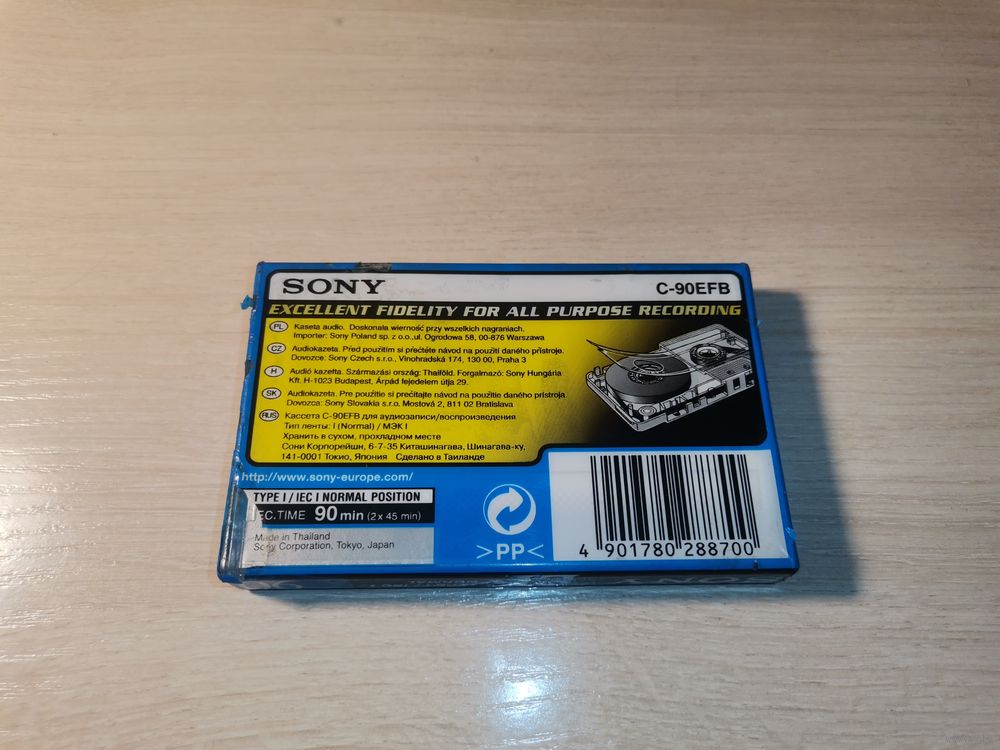 SONY
C-90EFB
EXCELLENT FIDELITY FOR ALL PURPOSE RECORDING
PL Kaseta audio. Doskonała wierność przy wszelkich nagraniach.
Importer: Sony Poland sp. z o.o.,ul. Ogrodowa 58, 00-876 Warszawa
CZ Audiokazeta. Před použitím si přečtěte návod na použití daného přístroje.
Dovozce: Sony Czech s.r.o., Vinohradská 174, 130 00, Praha 3
H Audió kazetta. Származási ország: Thaiföld. Forgalmazó: Sony Hungária
Kft. H-1023 Budapest, Árpád fejedelem útja 29.
SK Audiokazeta. Pre použitie si prečítajte návod na použitie daného prístroja.
Dovozca: Sony Slovakia s.r.o. Mostová 2, 811 02 Bratislava
RUS Кассета C-90EFB для аудиозаписи/воспроизведения
Тип ленты: I (Normal) / МЭК I
Хранить в сухом, прохладном месте
Сони Корпорейшн, 6-7-35 Киташинагава, Шинагава-ку,
141-0001 Токио, Япония Сделано в Таиланде
http://www.sony-europe.com/
TYPE I / IEC I NORMAL POSITION
REC.TIME 90 min (2 x 45 min)
Made in Thailand
Sony Corporation, Tokyo, Japan
>PP<
4 901780 288700
SONY